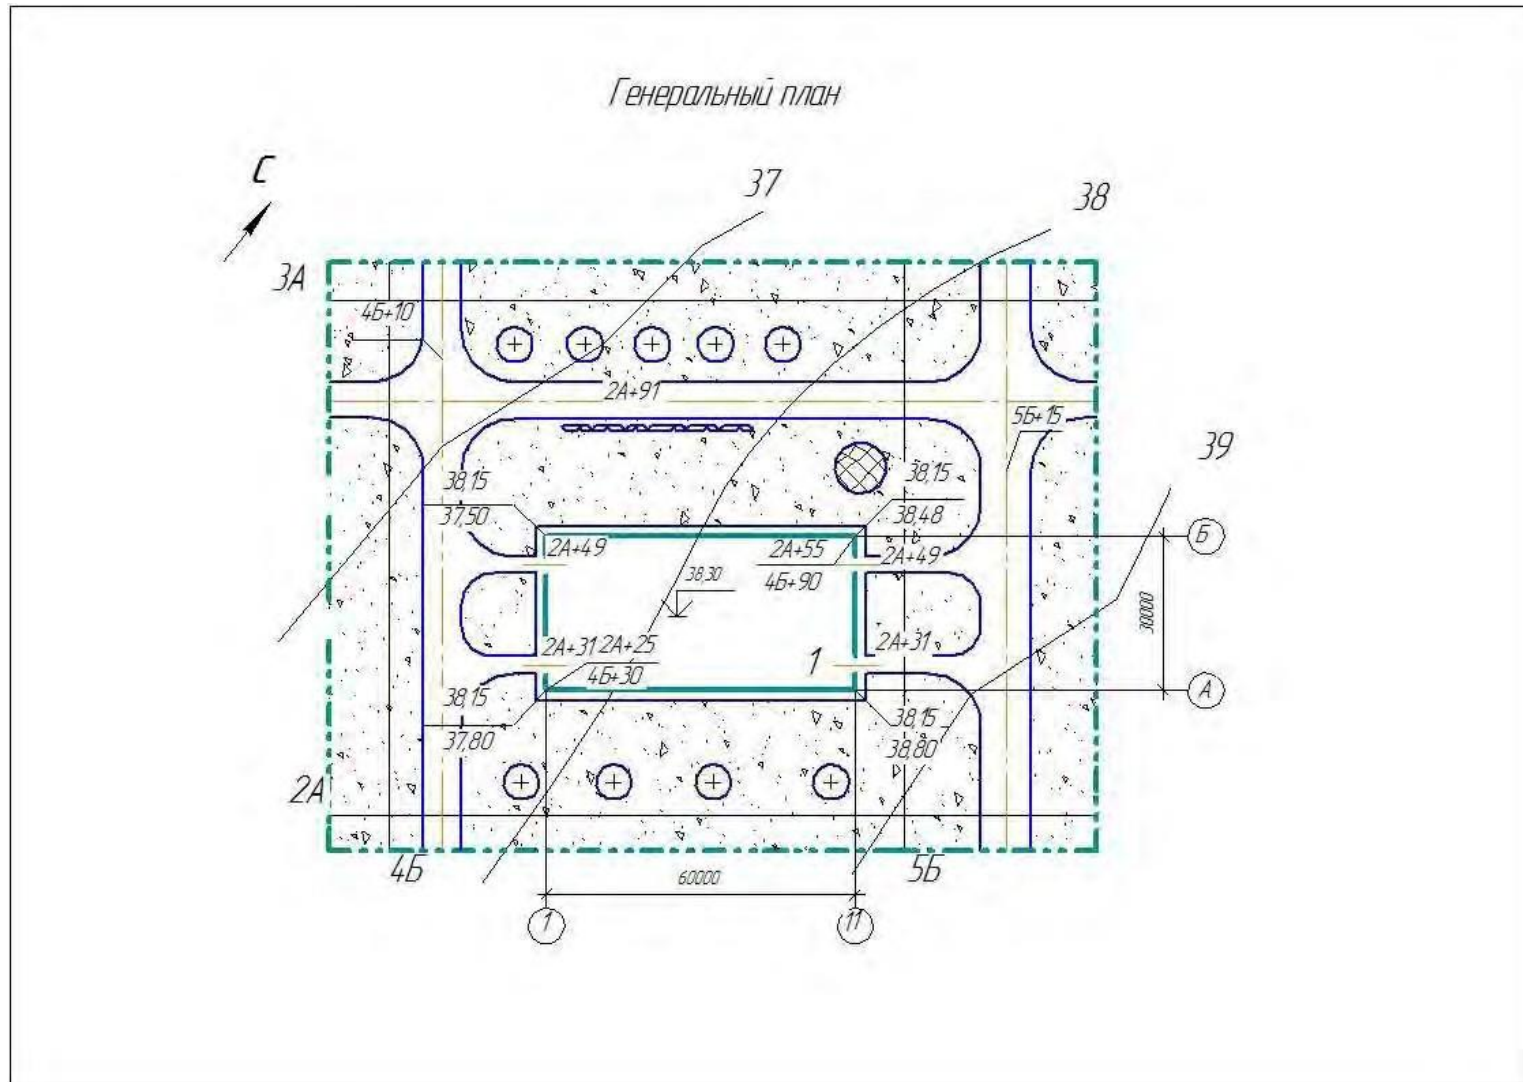 Генеральный план
С
37
38
3А
4Б+10
2А+91
5Б+15
39
38,15
37,50
38,15
38,48
Б
2А+49
2А+55
4Б+90
2А+49
38,30
30000
2А+31
2А+25
4Б+30
1
2А+31
А
38,15
37,80
38,15
38,80
2А
4Б
5Б
60000
1
11